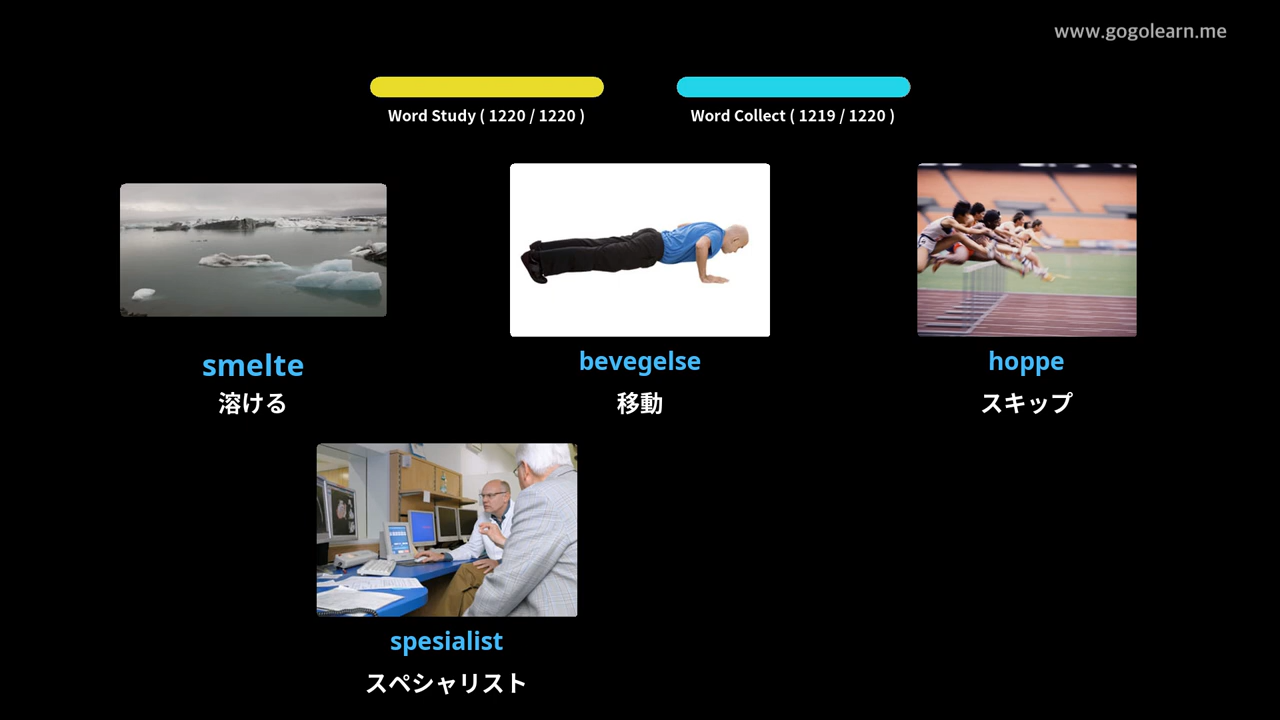 www.gogolearn.me
Word Study ( 1220 / 1220 )
Word Collect ( 1219 / 1220 )
smelte
溶ける
bevegelse
移動
hoppe
スキップ
spesialist
スペシャリスト